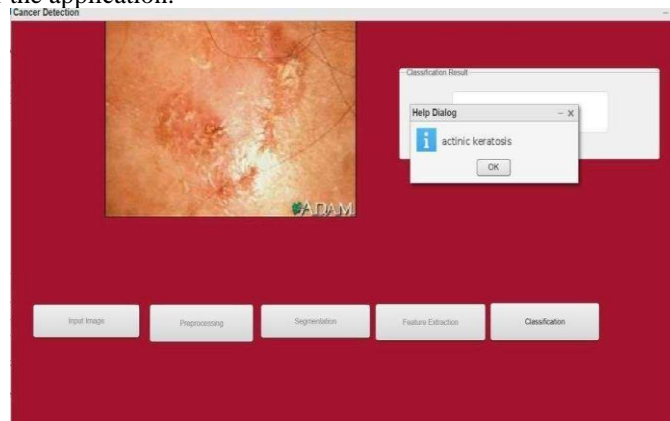 the application.
Cancer Detection
Classification Result
Help Dialog
actinic keratosis
OK
ADAM
Input Image
Preprocessing
Segmentation
Feature Extraction
Classification